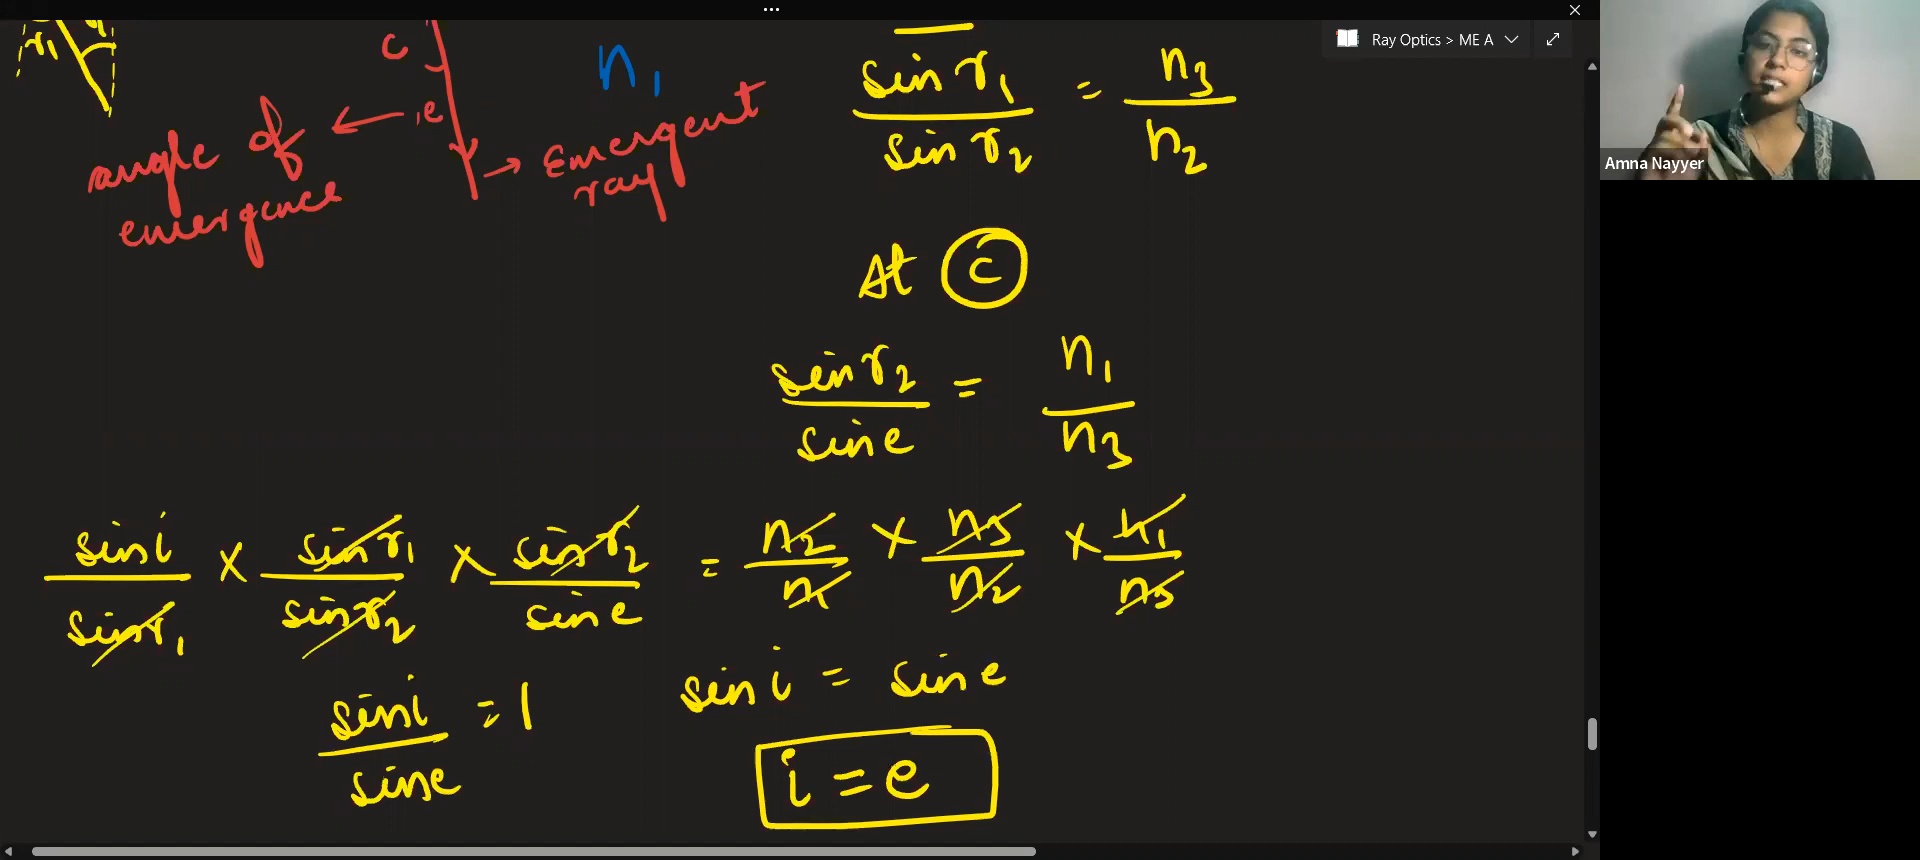 ...
Ray Optics > ME A
Amna Nayyer
r₁
c
e
n₁
angle of
emergence
→ Emergent
ray
sin r₁ / sin r₂ = n₃ / n₂
At C
sin r₂ / sin e = n₁ / n₃
sin i / sin r₁ × sin r₁ / sin r₂ × sin r₂ / sin e = n₂ / n₁ × n₃ / n₂ × n₁ / n₃
sin i / sin e = 1
sin i = sin e
i = e